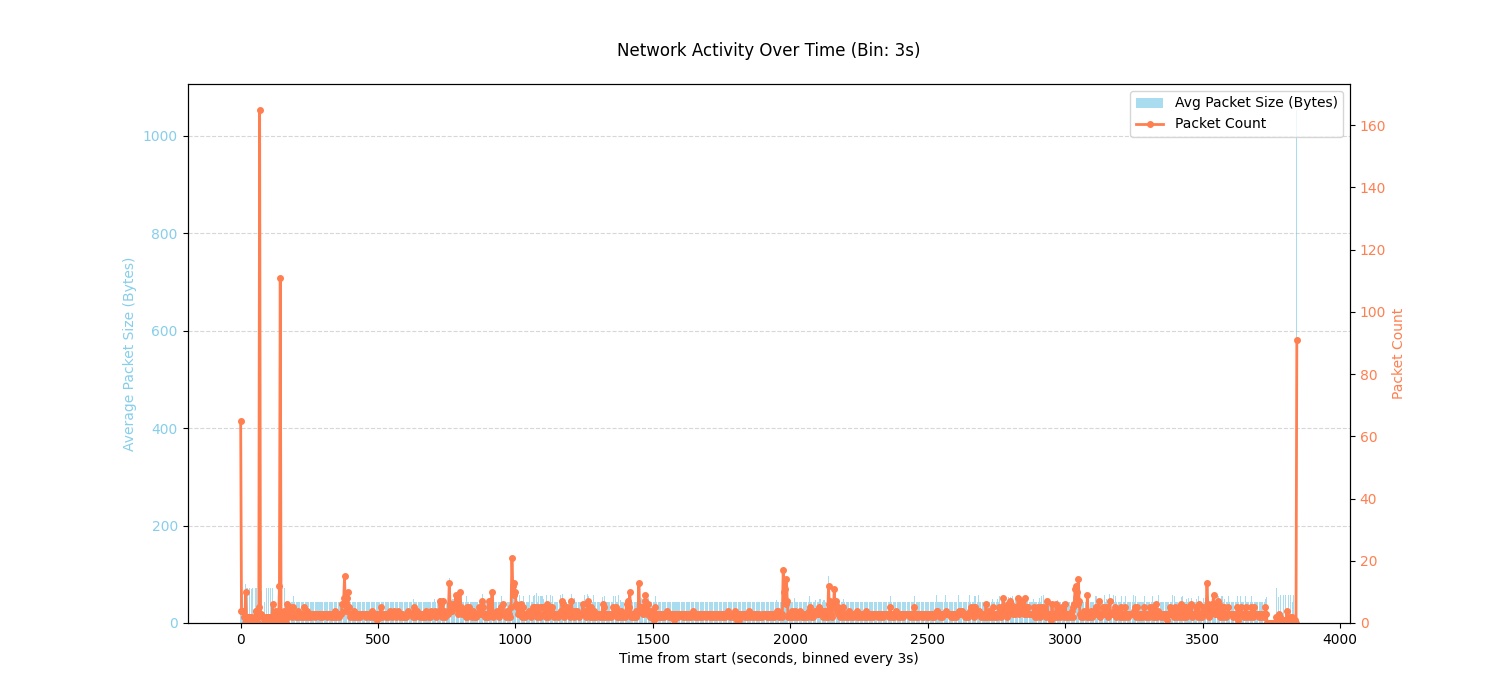 Network Activity Over Time (Bin: 3s)
Avg Packet Size (Bytes)
Packet Count
Average Packet Size (Bytes)
1000
800
600
400
200
0
160
140
120
100
80
60
40
20
0
Packet Count
0 500 1000 1500 2000 2500 3000 3500 4000
Time from start (seconds, binned every 3s)